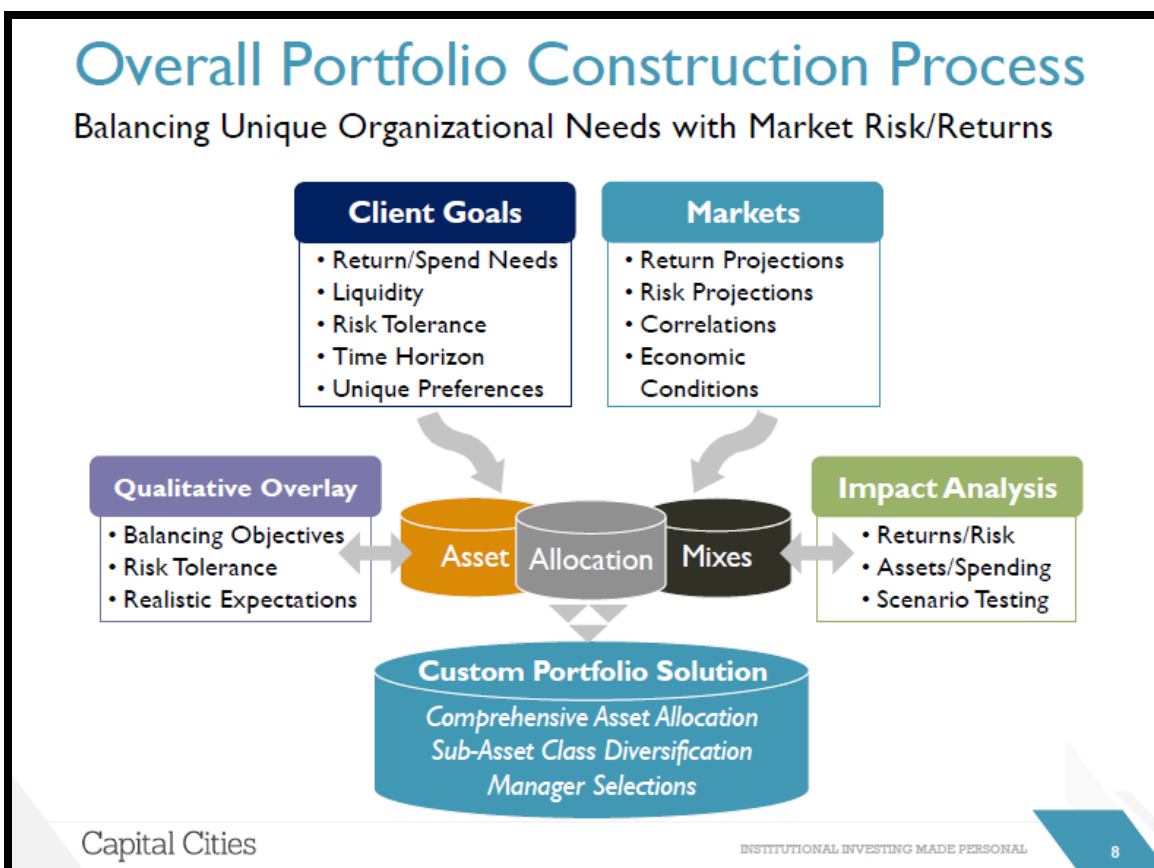 Overall Portfolio Construction Process
Balancing Unique Organizational Needs with Market Risk/Returns
Client Goals
• Return/Spend Needs
• Liquidity
• Risk Tolerance
• Time Horizon
• Unique Preferences
Markets
• Return Projections
• Risk Projections
• Correlations
• Economic
Conditions
Qualitative Overlay
• Balancing Objectives
• Risk Tolerance
• Realistic Expectations
Asset
Allocation
Mixes
Impact Analysis
• Returns/Risk
• Assets/Spending
• Scenario Testing
Custom Portfolio Solution
Comprehensive Asset Allocation
Sub-Asset Class Diversification
Manager Selections
Capital Cities
INSTITUTIONAL INVESTING MADE PERSONAL
8